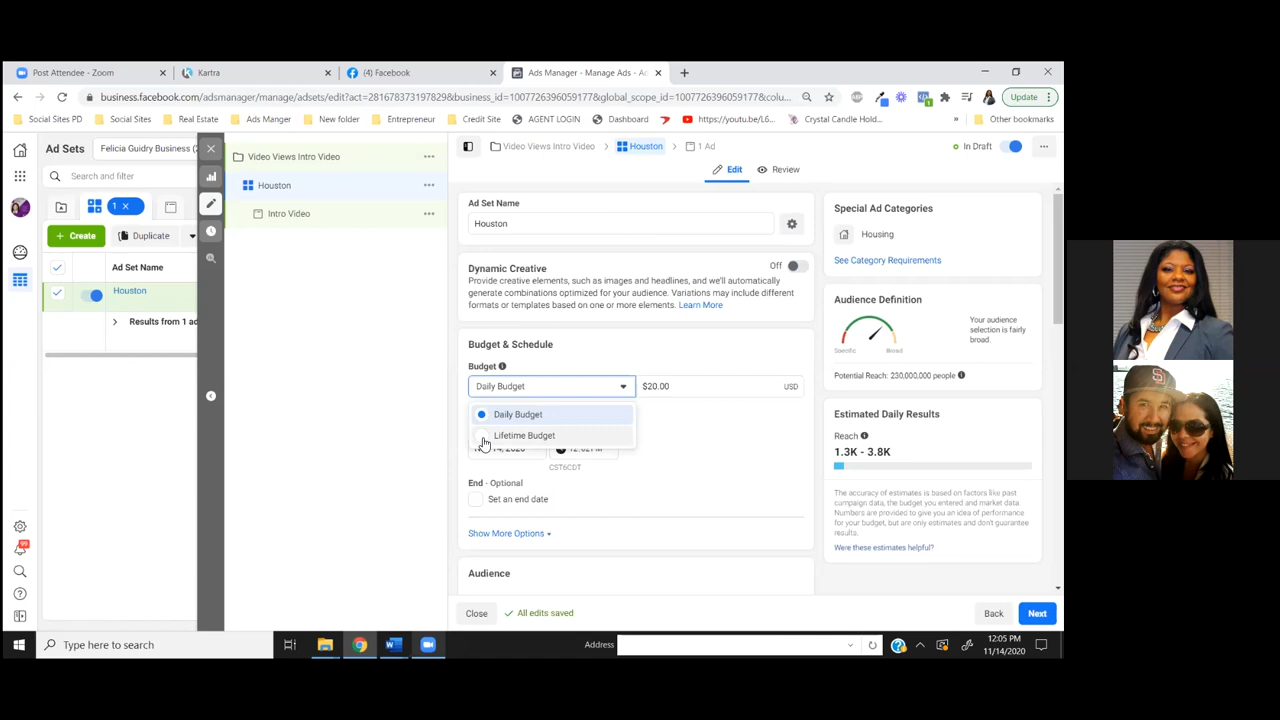 Post Attendee - Zoom
Kartra
(4) Facebook
Ads Manager - Manage Ads - Ad
business.facebook.com/adsmanager/manage/adsets/edit?act=281678373197829&business_id=1007726396059177&global_scope_id=1007726396059177&colu...
Update
Social Sites PD
Social Sites
Real Estate
Ads Manger
New folder
Entrepreneur
Credit Site
AGENT LOGIN
Dashboard
https://youtu.be/L6...
Crystal Candle Hold...
»
Other bookmarks
Ad Sets
Felicia Guidry Business (2
Search and filter
1 ×
+ Create
Duplicate
Ad Set Name
Houston
Results from 1 ad
99
Video Views Intro Video
Houston
Intro Video
Video Views Intro Video > Houston > 1 Ad
In Draft
Edit
Review
Ad Set Name
Houston
Dynamic Creative
Off
Provide creative elements, such as images and headlines, and we'll automatically
generate combinations optimized for your audience. Variations may include different
formats or templates based on one or more elements. Learn More
Budget & Schedule
Budget
Daily Budget
$20.00 USD
Daily Budget
Lifetime Budget
CST6CDT
End · Optional
Set an end date
Show More Options
Audience
Close
All edits saved
Back
Next
Special Ad Categories
Housing
See Category Requirements
Audience Definition
Your audience
selection is fairly
broad.
Specific
Broad
Potential Reach: 230,000,000 people
Estimated Daily Results
Reach
1.3K - 3.8K
The accuracy of estimates is based on factors like past
campaign data, the budget you entered and market data.
Numbers are provided to give you an idea of performance
for your budget, but are only estimates and don't guarantee
results.
Were these estimates helpful?
Type here to search
Address
12:05 PM
11/14/2020